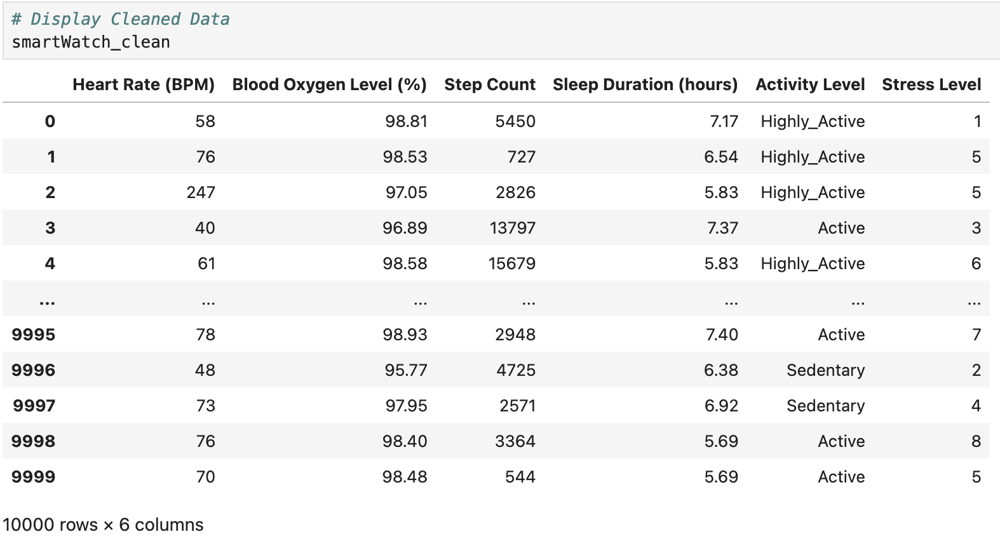 # Display Cleaned Data
smartWatch_clean
Heart Rate (BPM) Blood Oxygen Level (%) Step Count Sleep Duration (hours) Activity Level Stress Level
0 58 98.81 5450 7.17 Highly_Active 1
1 76 98.53 727 6.54 Highly_Active 5
2 247 97.05 2826 5.83 Highly_Active 5
3 40 96.89 13797 7.37 Active 3
4 61 98.58 15679 5.83 Highly_Active 6
... ... ... ... ... ... ...
9995 78 98.93 2948 7.40 Active 7
9996 48 95.77 4725 6.38 Sedentary 2
9997 73 97.95 2571 6.92 Sedentary 4
9998 76 98.40 3364 5.69 Active 8
9999 70 98.48 544 5.69 Active 5
10000 rows × 6 columns